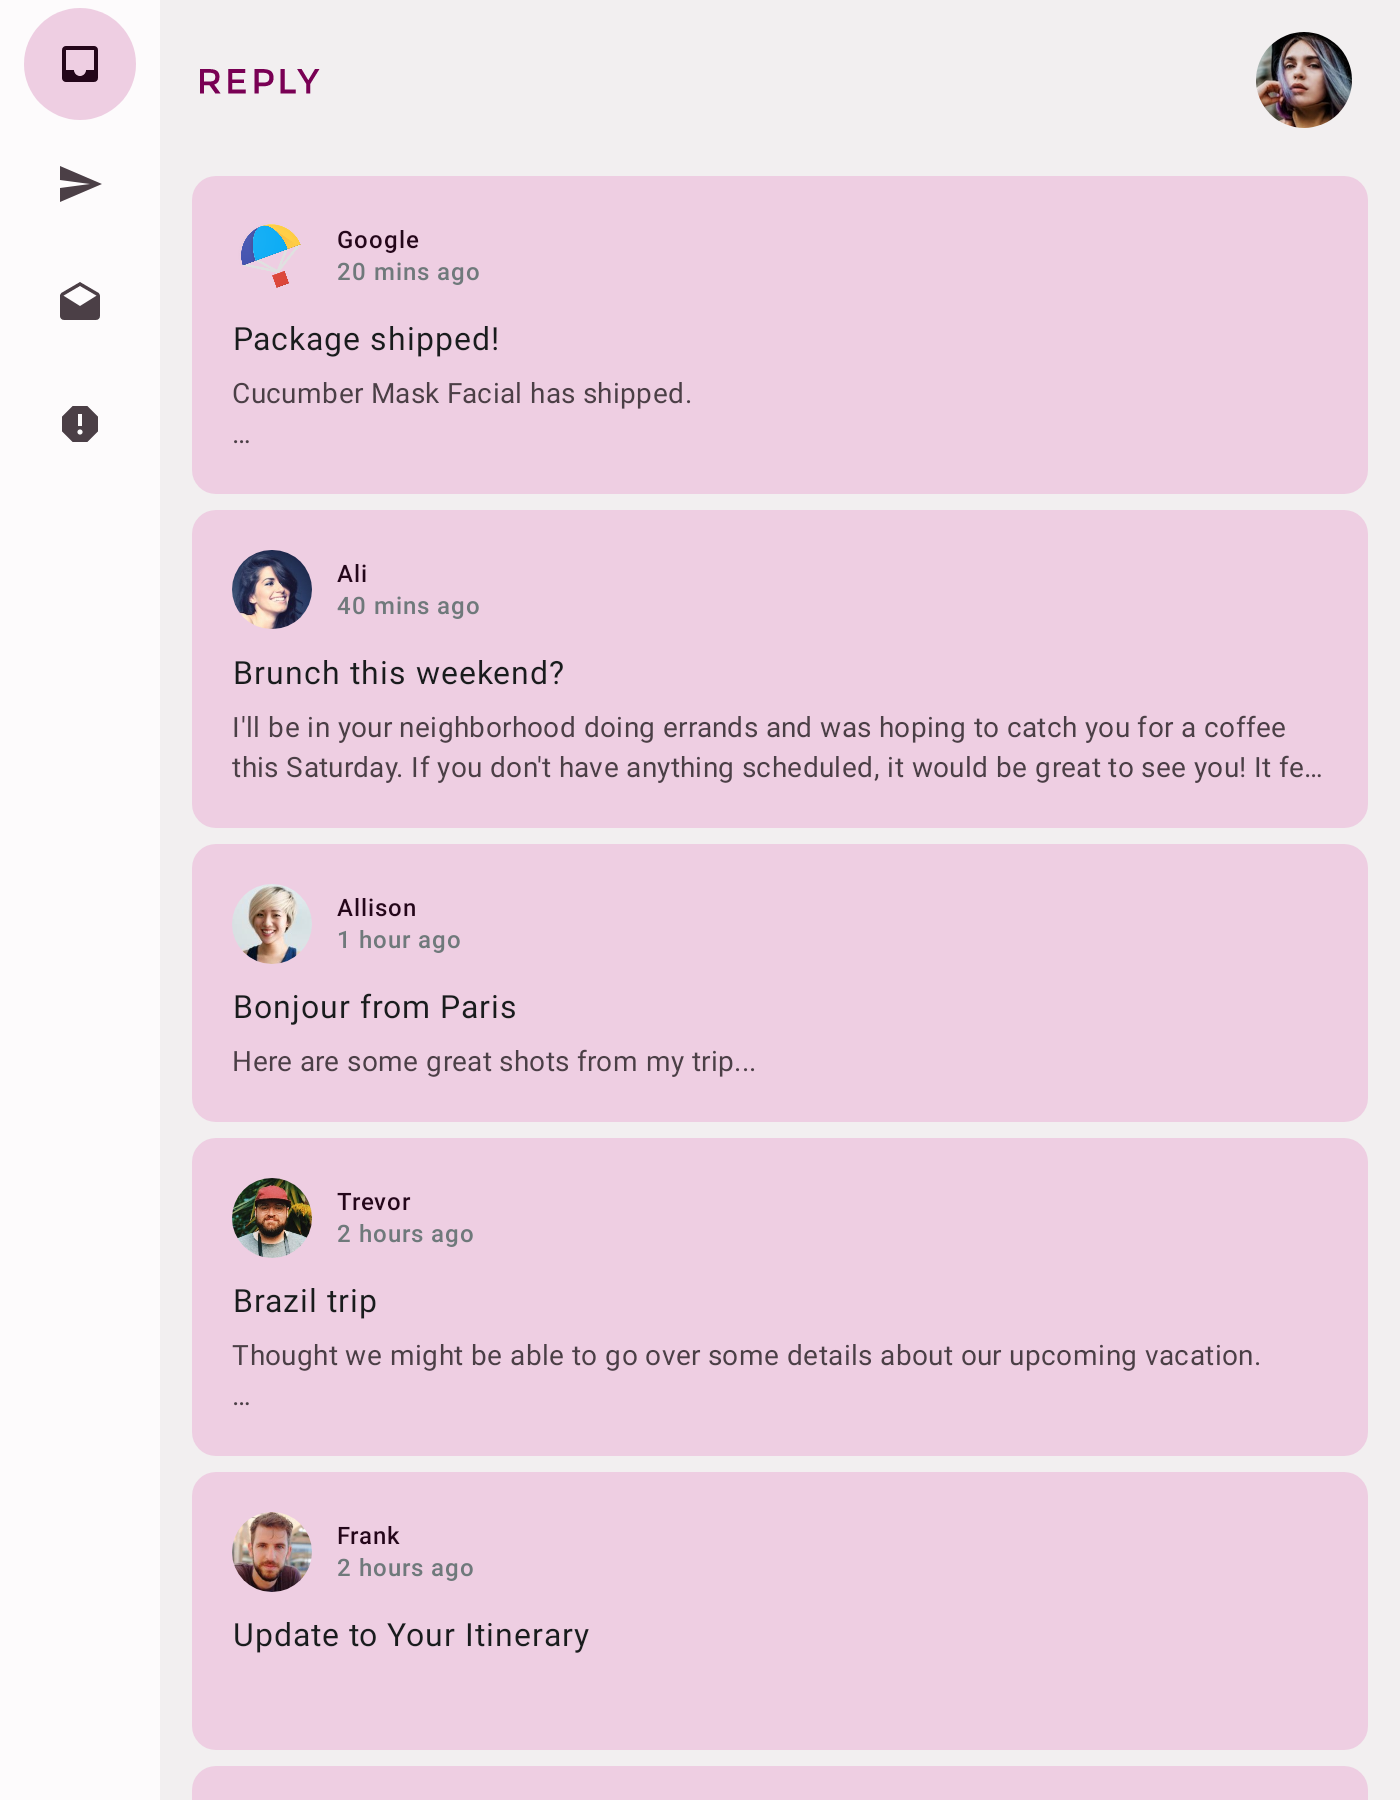 REPLY
Google
20 mins ago
Package shipped!
Cucumber Mask Facial has shipped.
...
Ali
40 mins ago
Brunch this weekend?
I'll be in your neighborhood doing errands and was hoping to catch you for a coffee
this Saturday. If you don't have anything scheduled, it would be great to see you! It fe...
Allison
1 hour ago
Bonjour from Paris
Here are some great shots from my trip...
Trevor
2 hours ago
Brazil trip
Thought we might be able to go over some details about our upcoming vacation.
...
Frank
2 hours ago
Update to Your Itinerary